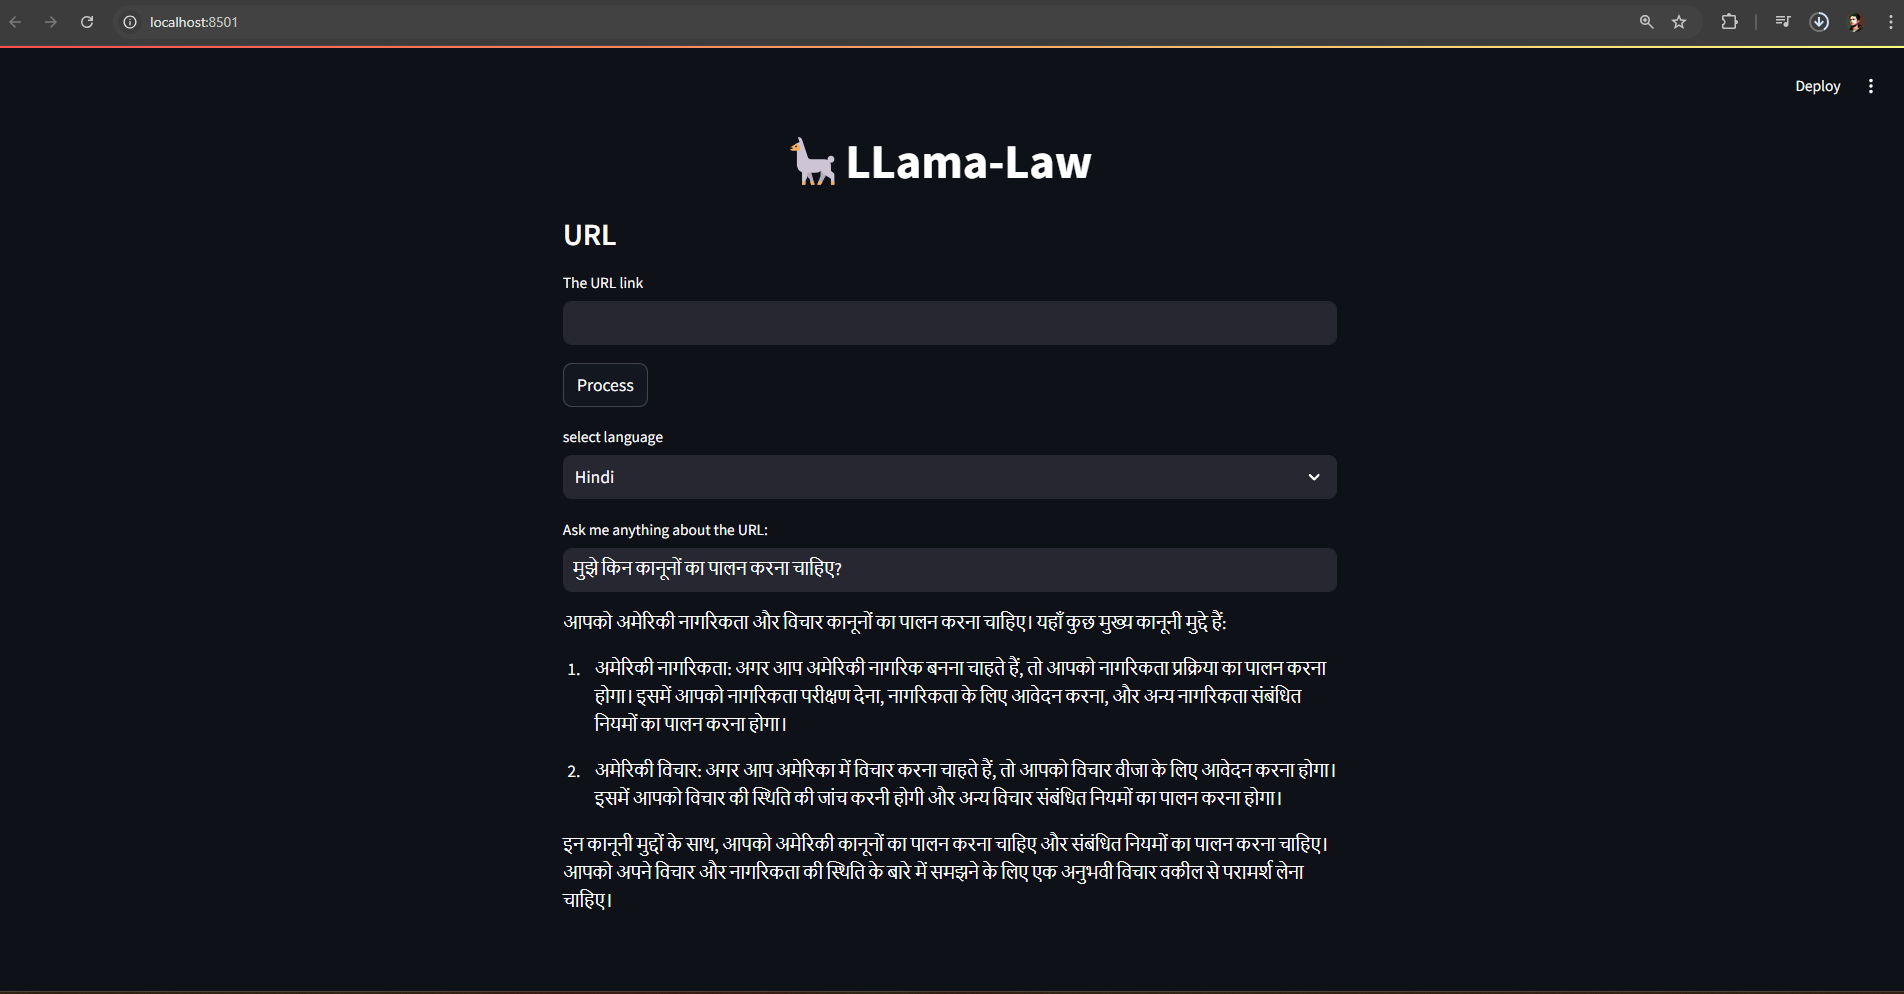 localhost:8501
Deploy
LLama-Law
URL
The URL link
Process
select language
Hindi
Ask me anything about the URL:
मुझे किन कानूनों का पालन करना चाहिए?
आपको अमेरिकी नागरिकता और विचार कानूनों का पालन करना चाहिए। यहाँ कुछ मुख्य कानूनी मुद्दे हैं:
1. अमेरिकी नागरिकता: अगर आप अमेरिकी नागरिक बनना चाहते हैं, तो आपको नागरिकता प्रक्रिया का पालन करना
होगा। इसमें आपको नागरिकता परीक्षण देना, नागरिकता के लिए आवेदन करना, और अन्य नागरिकता संबंधित
नियमों का पालन करना होगा।
2. अमेरिकी विचार: अगर आप अमेरिका में विचार करना चाहते हैं, तो आपको विचार वीजा के लिए आवेदन करना होगा।
इसमें आपको विचार की स्थिति की जांच करनी होगी और अन्य विचार संबंधित नियमों का पालन करना होगा।
इन कानूनी मुद्दों के साथ, आपको अमेरिकी कानूनों का पालन करना चाहिए और संबंधित नियमों का पालन करना चाहिए।
आपको अपने विचार और नागरिकता की स्थिति के बारे में समझने के लिए एक अनुभवी विचार वकील से परामर्श लेना
चाहिए।